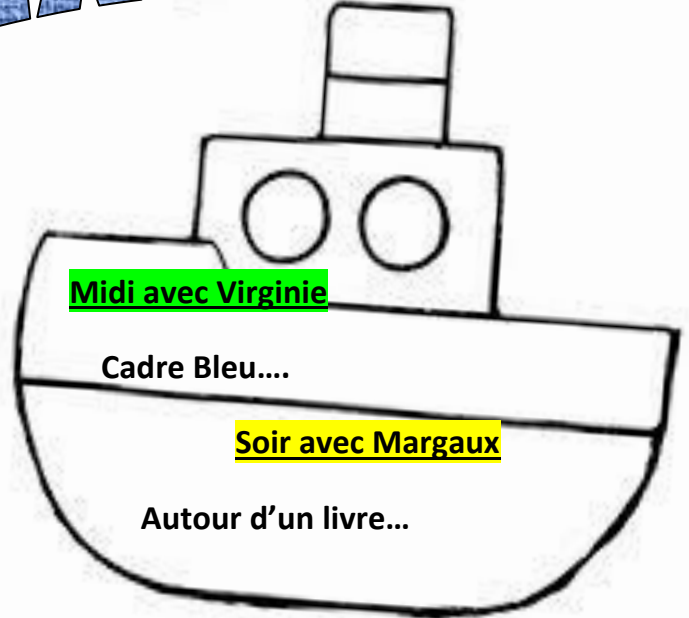 Midi avec Virginie
Cadre Bleu....
Soir avec Margaux
Autour d’un livre…